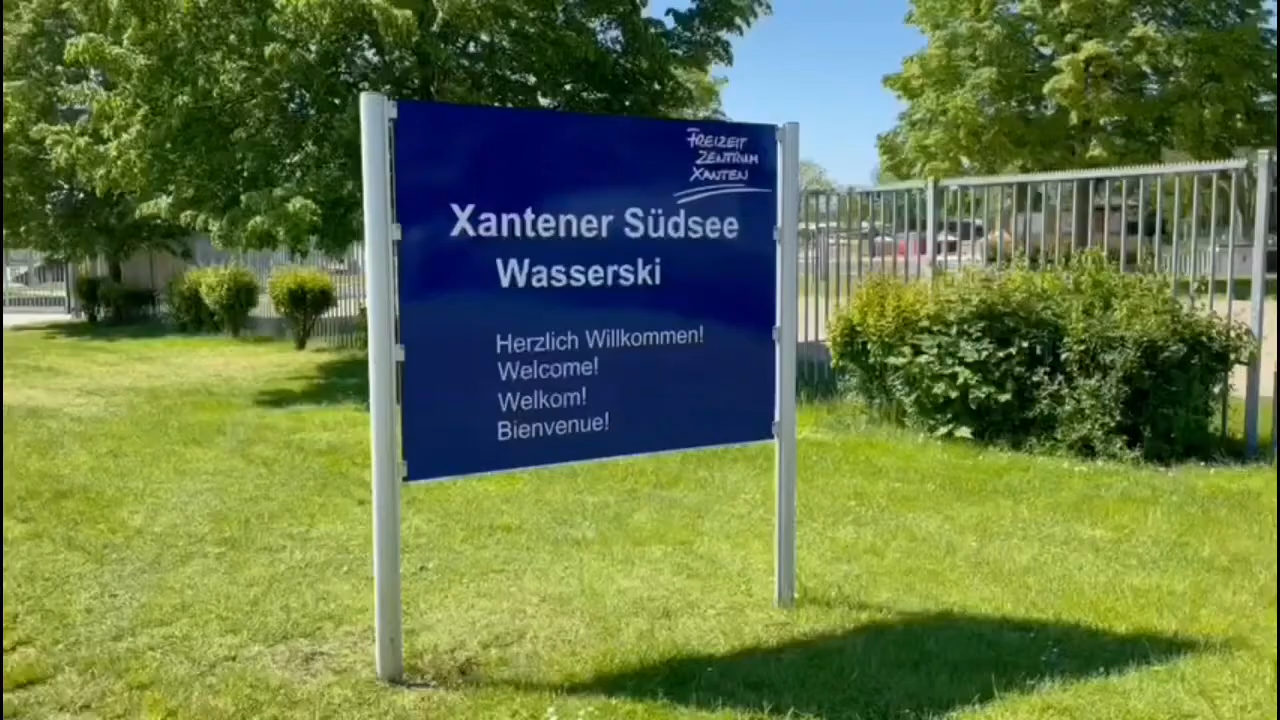 FREIZEIT
ZENTRUM
XANTEN
Xantener Südsee
Wasserski
Herzlich Willkommen!
Welcome!
Welkom!
Bienvenue!